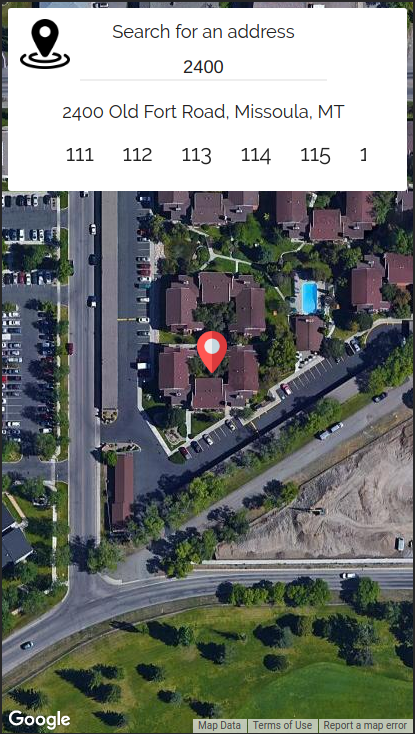 Search for an address
2400
2400 Old Fort Road, Missoula, MT
111 112 113 114 115 1
Google
Map Data
Terms of Use
Report a map error